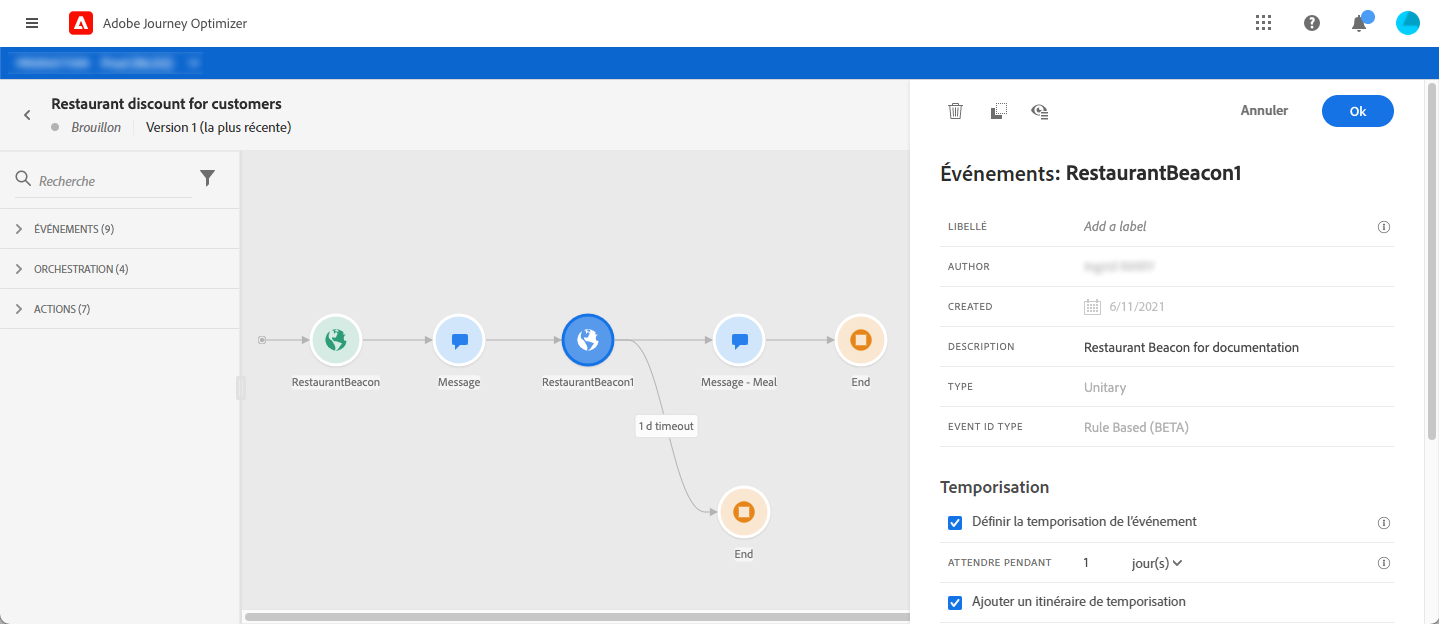 Adobe Journey Optimizer
Restaurant discount for customers
Brouillon Version 1 (la plus récente)
Recherche
ÉVÉNEMENTS (9)
ORCHESTRATION (4)
ACTIONS (7)
RestaurantBeacon
Message
RestaurantBeacon1
Message - Meal
End
1 d timeout
End
Annuler
Ok
Événements: RestaurantBeacon1
LIBELLÉ Add a label
AUTHOR
CREATED 6/11/2021
DESCRIPTION Restaurant Beacon for documentation
TYPE Unitary
EVENT ID TYPE Rule Based (BETA)
Temporisation
Définir la temporisation de l'événement
ATTENDRE PENDANT 1 jour(s)
Ajouter un itinéraire de temporisation